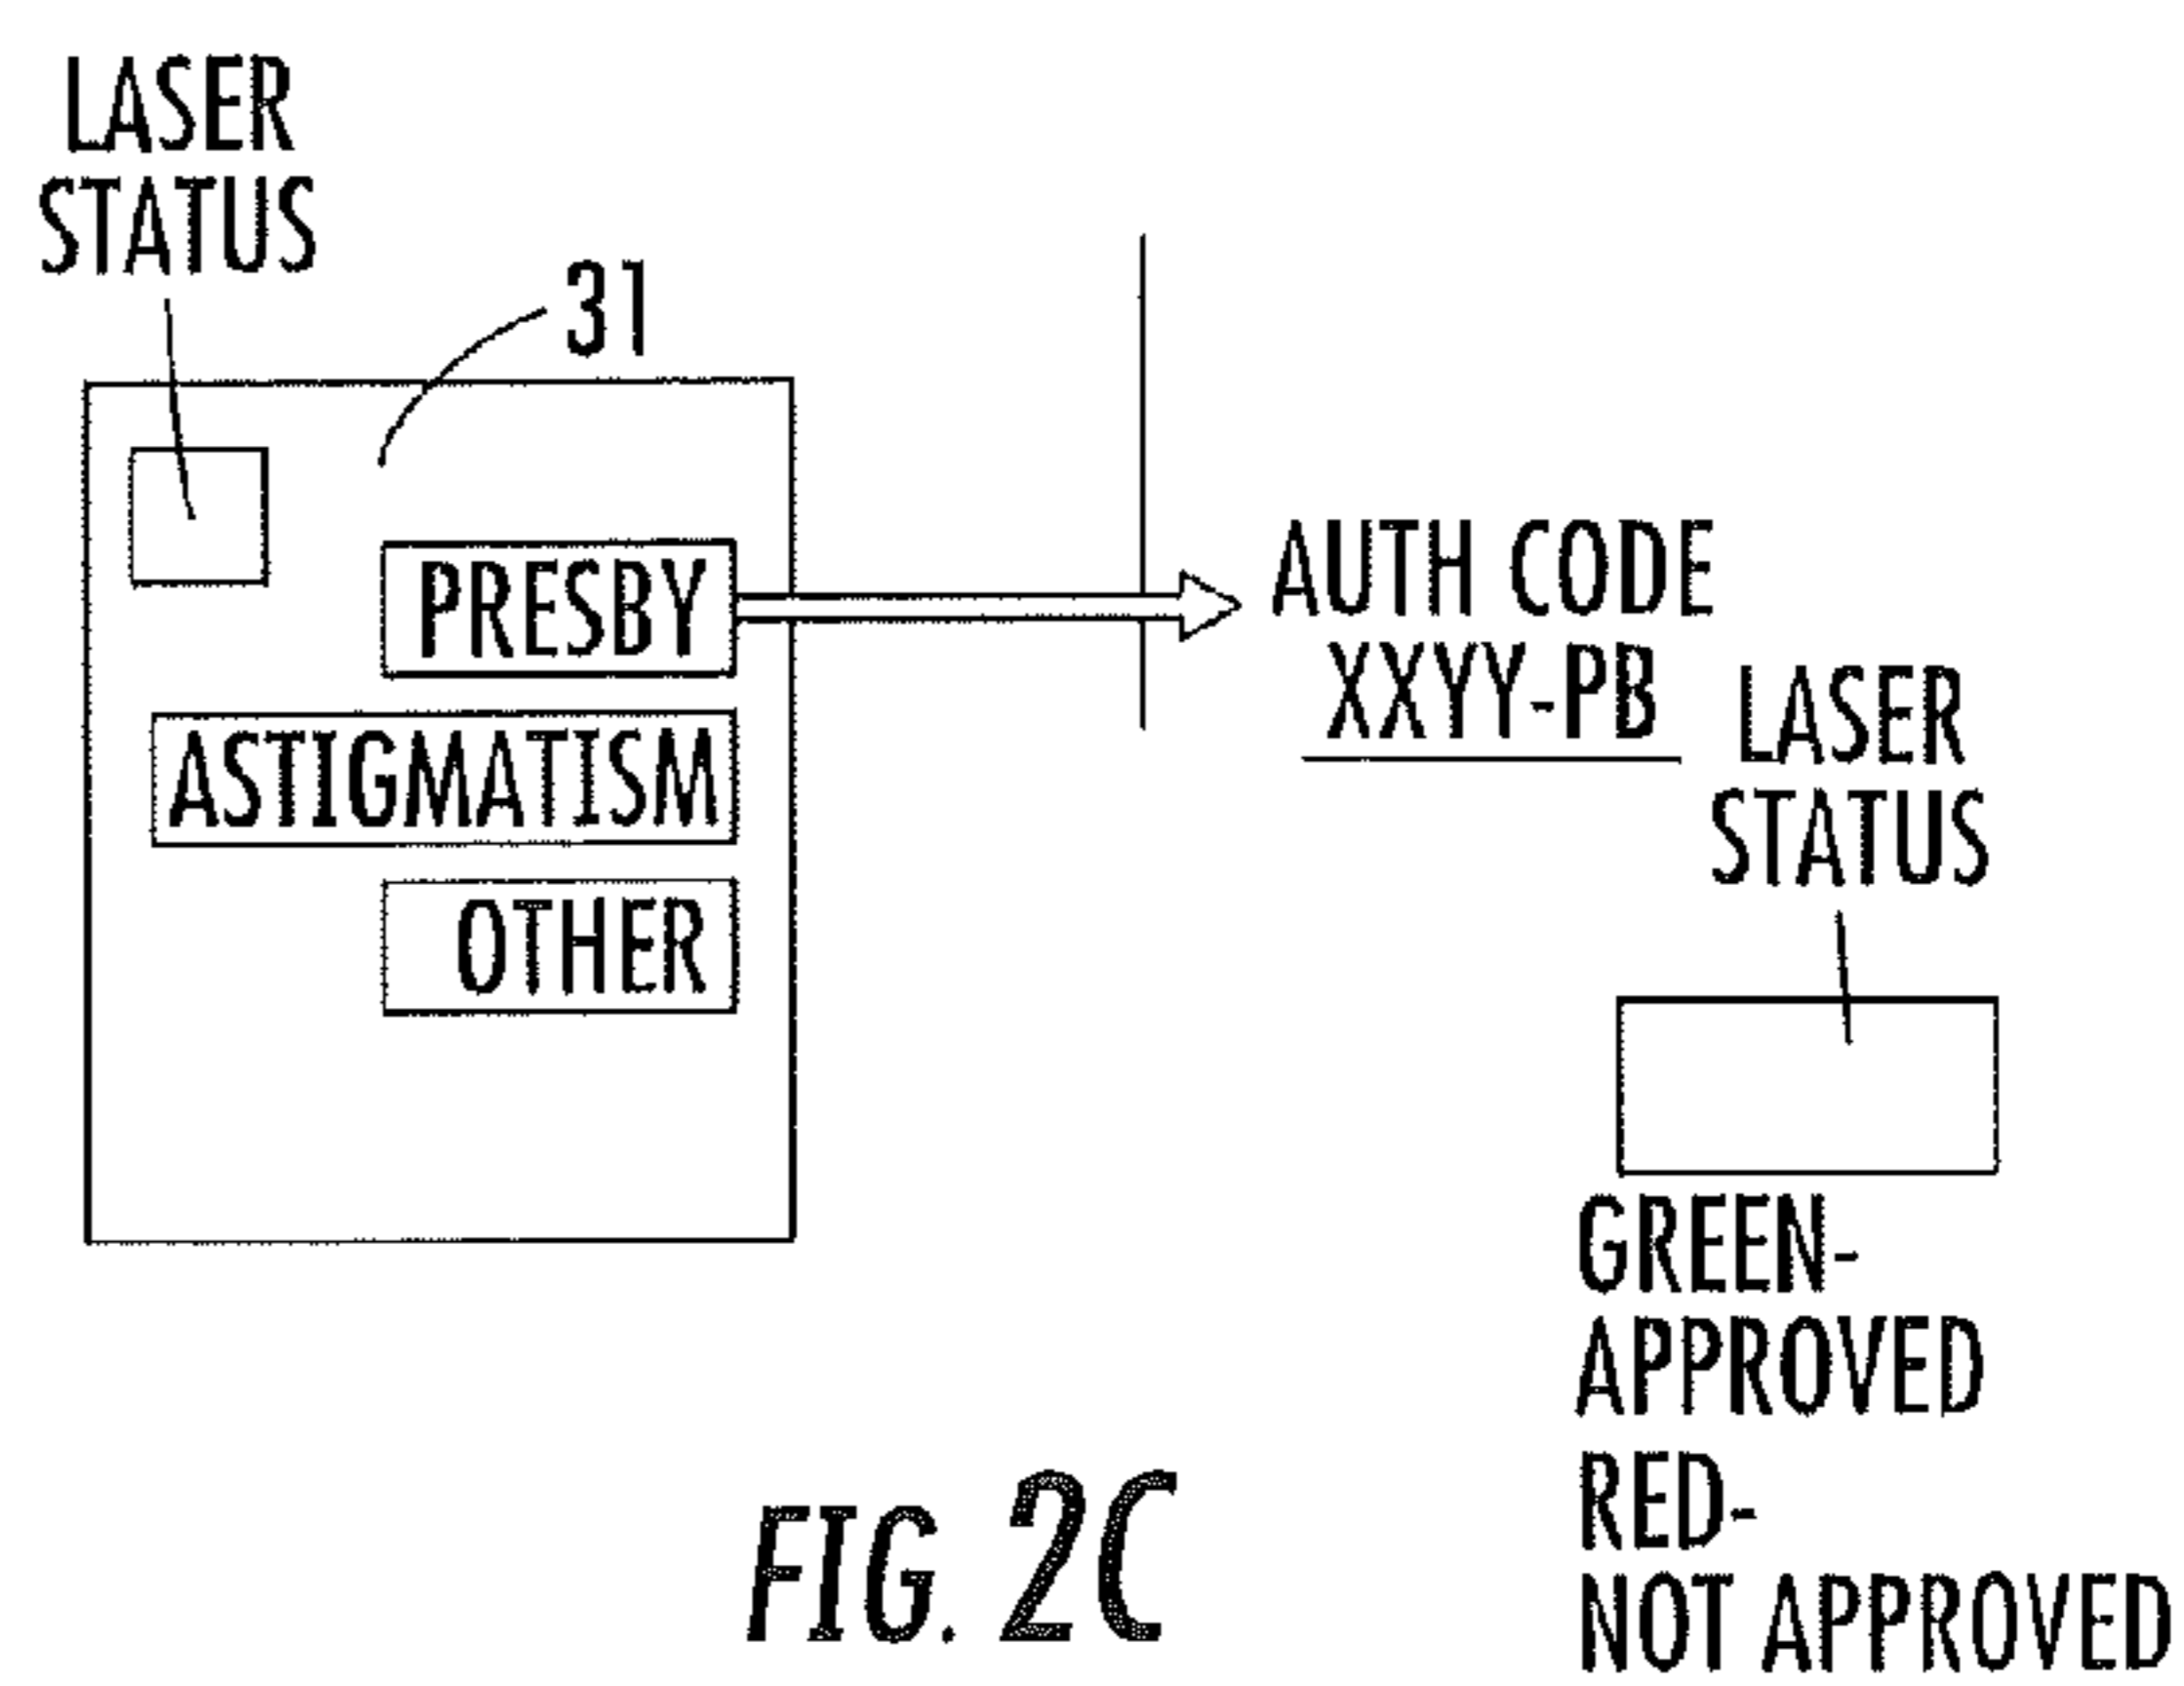 LASER
STATUS
31
PRESBY
ASTIGMATISM
OTHER
AUTH CODE
XXYY-PB
LASER
STATUS
GREEN-
APPROVED
RED-
NOT APPROVED
FIG. 2C